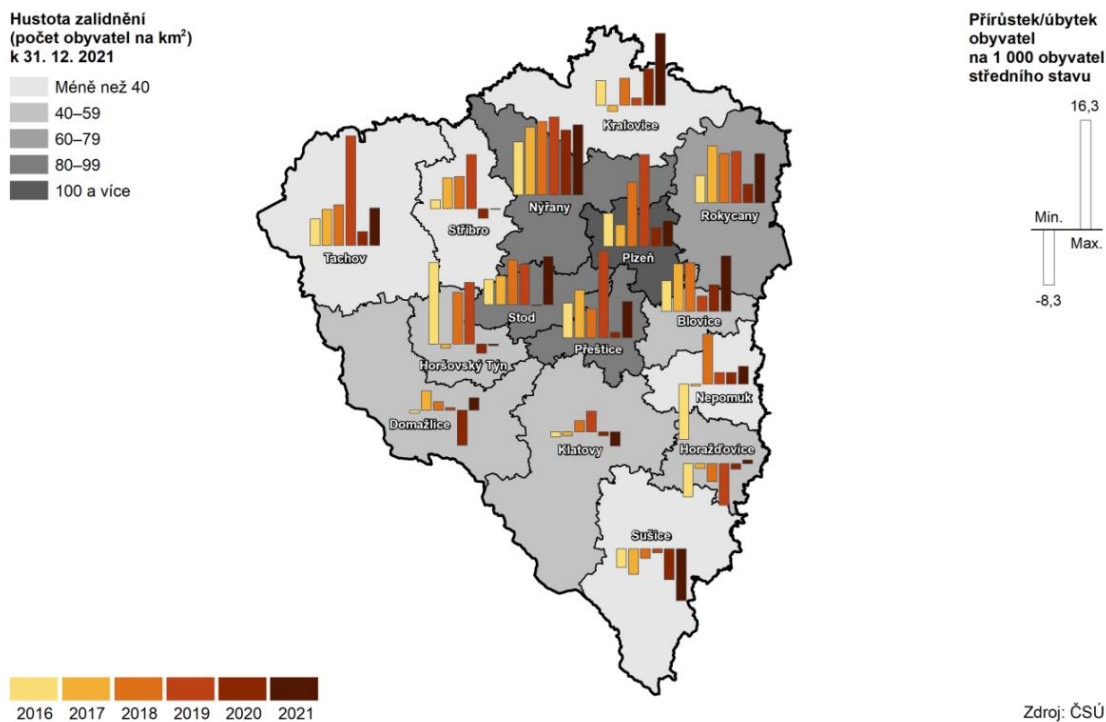 Hustota zalidnění
(počet obyvatel na km²)
k 31. 12. 2021
Méně než 40
40–59
60–79
80–99
100 a více
Přírůstek/úbytek
obyvatel
na 1 000 obyvatel
středního stavu
16,3
Min.
Max.
-8,3
Kralovice
Nýřany
Rokycany
Stříbro
Tachov
Plzeň
Stod
Blovice
Přeštice
Horšovský Týn
Nepomuk
Domažlice
Klatovy
Horažďovice
Sušice
2016 2017 2018 2019 2020 2021
Zdroj: ČSÚ